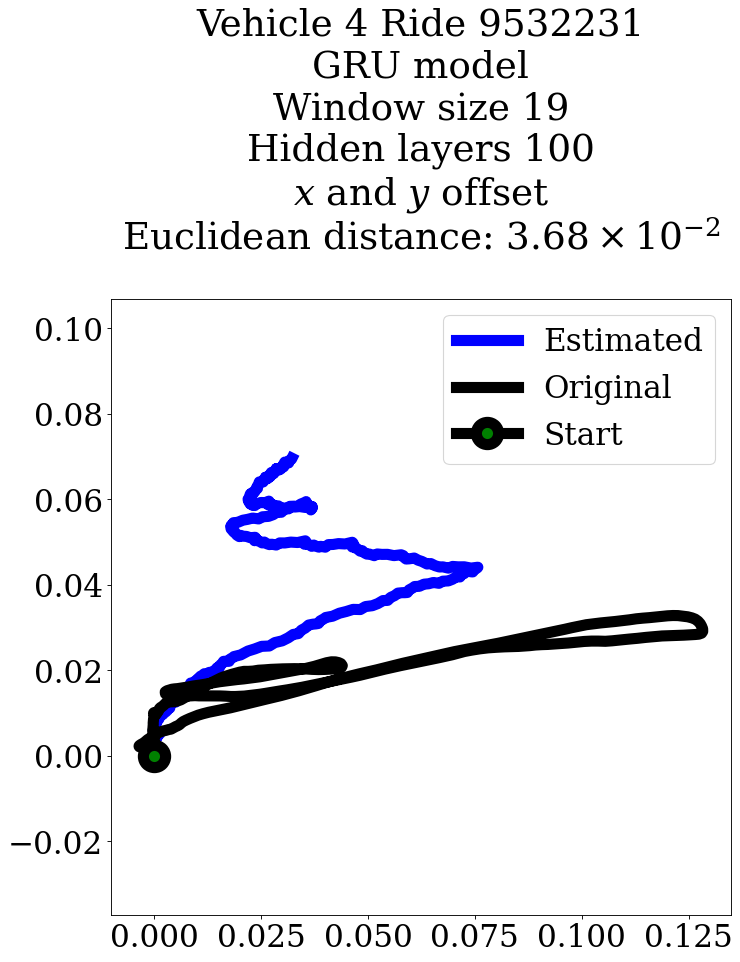 Vehicle 4 Ride 9532231
GRU model
Window size 19
Hidden layers 100
x and y offset
Euclidean distance: 3.68 × 10⁻²
Estimated
Original
Start
0.10
0.08
0.06
0.04
0.02
0.00
−0.02
0.000 0.025 0.050 0.075 0.100 0.125